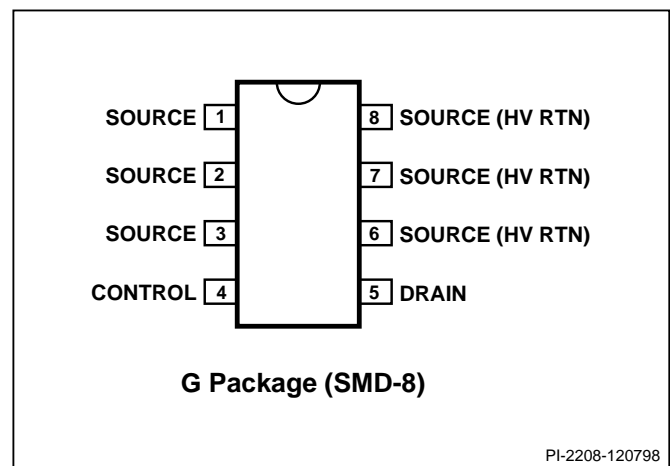 SOURCE 1 8 SOURCE (HV RTN)
SOURCE 2 7 SOURCE (HV RTN)
SOURCE 3 6 SOURCE (HV RTN)
CONTROL 4 5 DRAIN
G Package (SMD-8)
PI-2208-120798